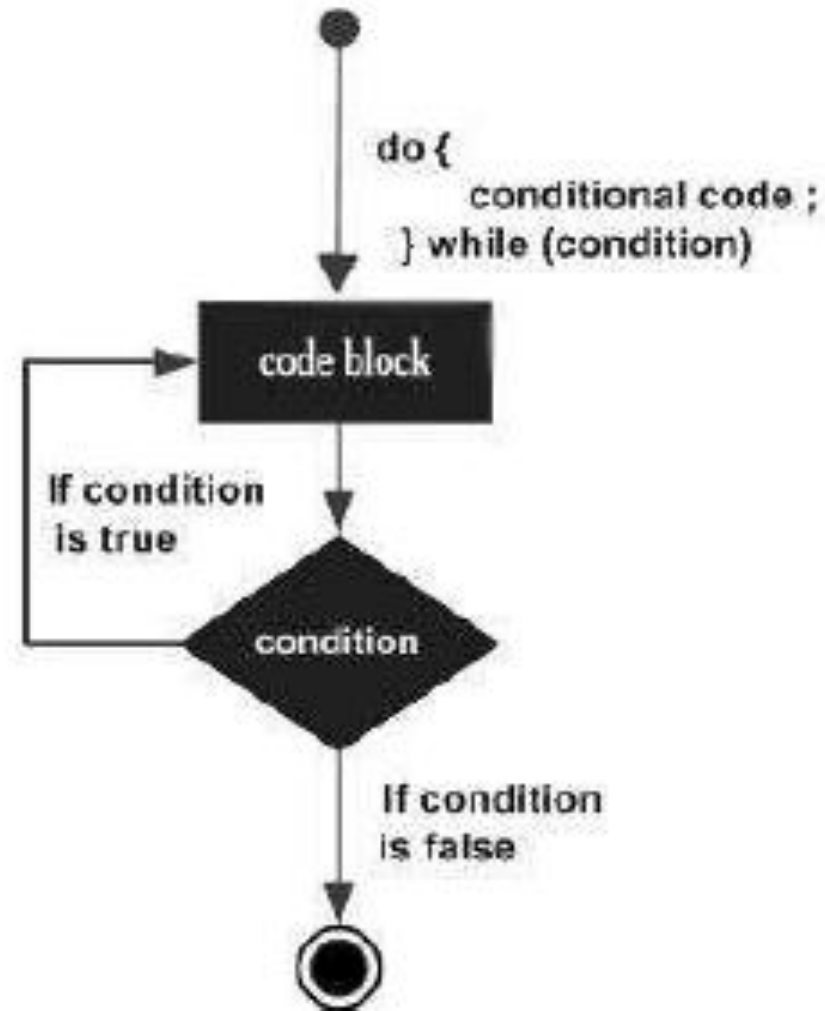 do {
conditional code ;
} while (condition)
code block
If condition
is true
condition
If condition
is false